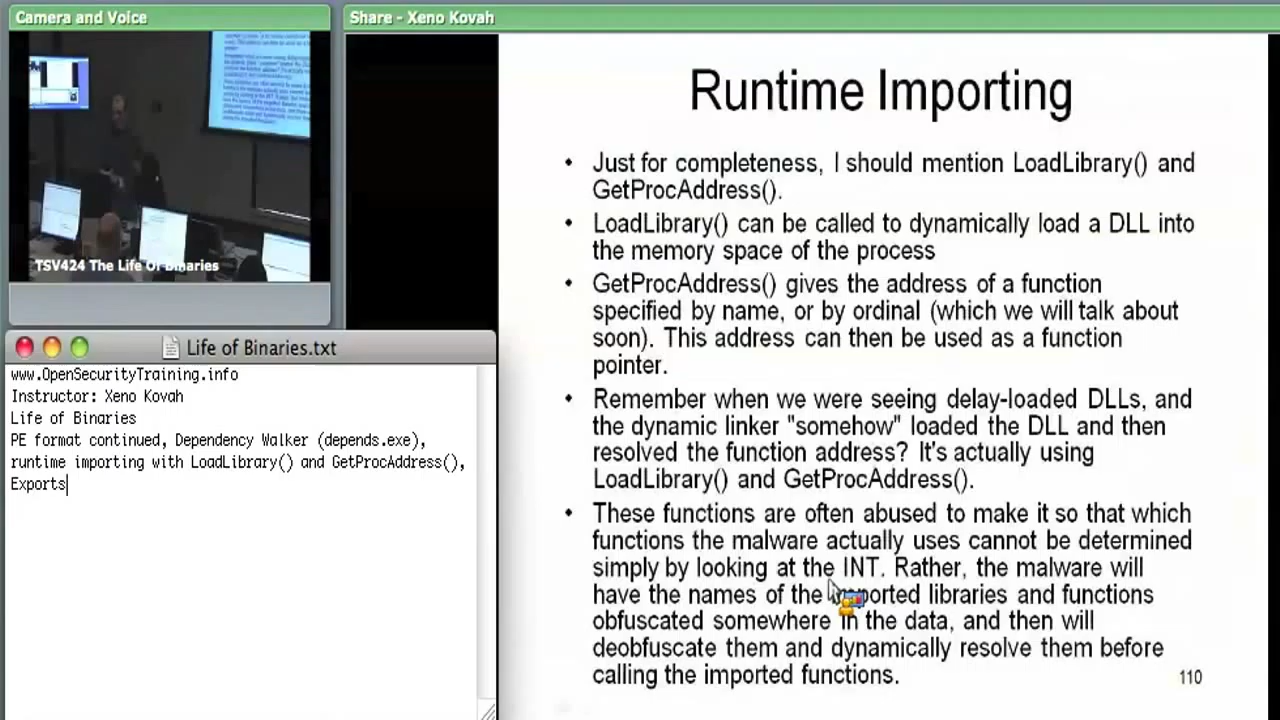 Camera and Voice
TSV424 The Life Of Binaries
Life of Binaries.txt
www.OpenSecurityTraining.info
Instructor: Xeno Kovah
Life of Binaries
PE format continued, Dependency Walker (depends.exe),
runtime importing with LoadLibrary() and GetProcAddress(),
Exports
Share - Xeno Kovah
Runtime Importing
• Just for completeness, I should mention LoadLibrary() and
GetProcAddress().
• LoadLibrary() can be called to dynamically load a DLL into
the memory space of the process
• GetProcAddress() gives the address of a function
specified by name, or by ordinal (which we will talk about
soon). This address can then be used as a function
pointer.
• Remember when we were seeing delay-loaded DLLs, and
the dynamic linker "somehow" loaded the DLL and then
resolved the function address? It's actually using
LoadLibrary() and GetProcAddress().
• These functions are often abused to make it so that which
functions the malware actually uses cannot be determined
simply by looking at the INT. Rather, the malware will
have the names of the imported libraries and functions
obfuscated somewhere in the data, and then will
deobfuscate them and dynamically resolve them before
calling the imported functions.
110